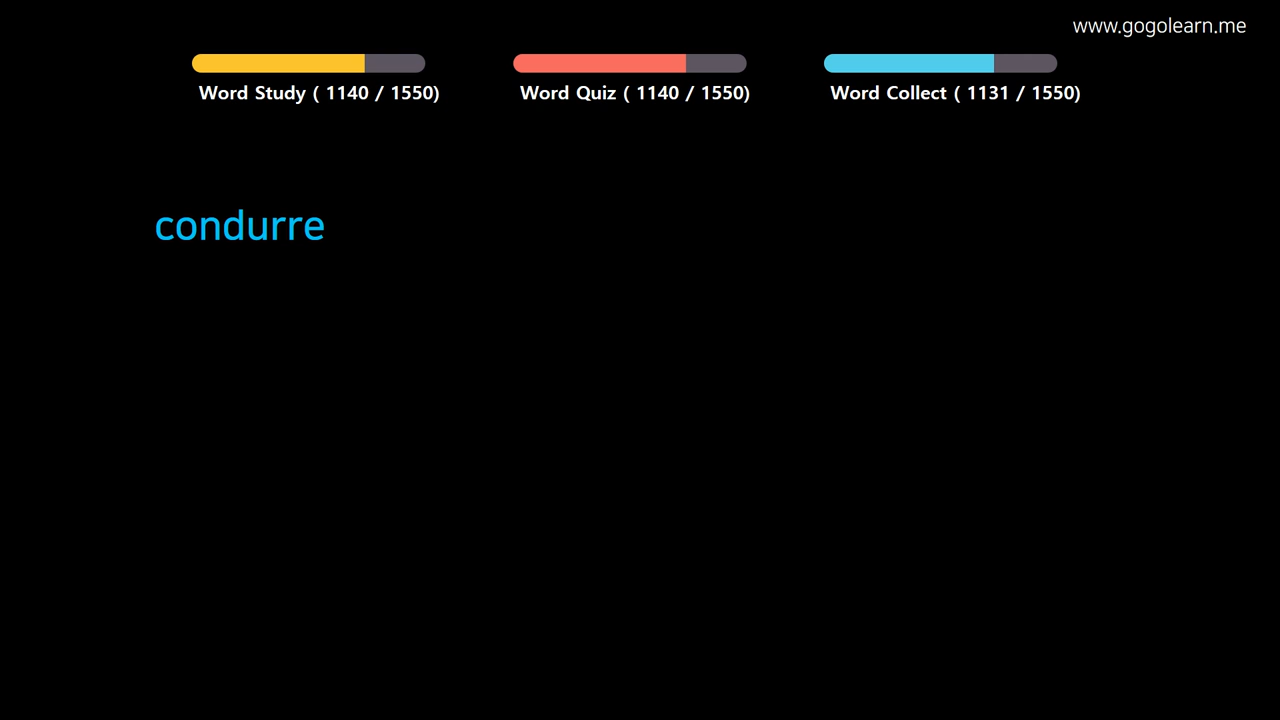 www.gogolearn.me
Word Study ( 1140 / 1550)
Word Quiz ( 1140 / 1550)
Word Collect ( 1131 / 1550)
condurre